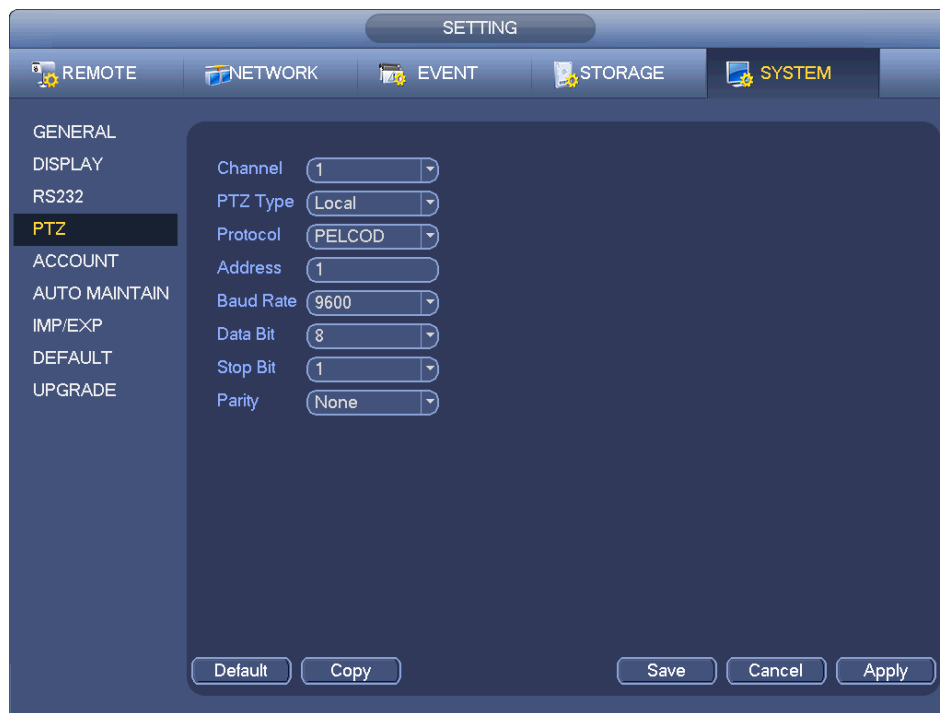 SETTING
REMOTE NETWORK EVENT STORAGE SYSTEM
GENERAL
DISPLAY
RS232
PTZ
ACCOUNT
AUTO MAINTAIN
IMP/EXP
DEFAULT
UPGRADE
Channel 1
PTZ Type Local
Protocol PELCOD
Address 1
Baud Rate 9600
Data Bit 8
Stop Bit 1
Parity None
Default Copy Save Cancel Apply